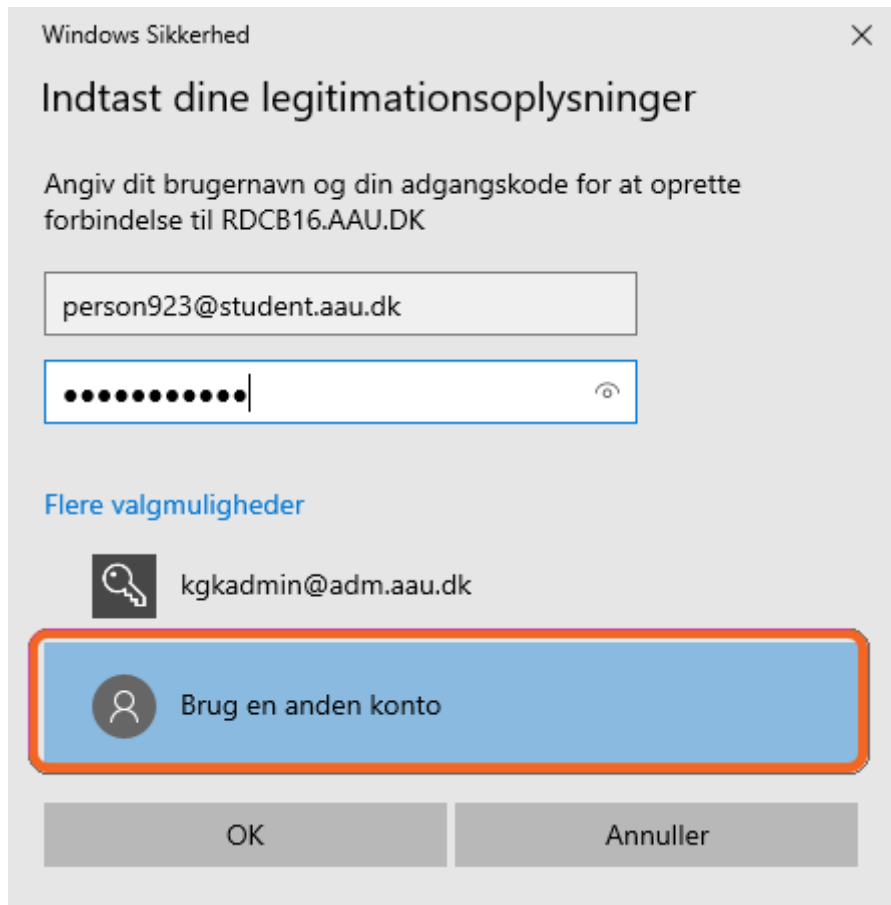 Windows Sikkerhed
Indtast dine legitimationsoplysninger
Angiv dit brugernavn og din adgangskode for at oprette
forbindelse til RDCB16.AAU.DK
person923@student.aau.dk
●●●●●●●●●●●
Flere valgmuligheder
kgkadmin@adm.aau.dk
Brug en anden konto
OK
Annuller